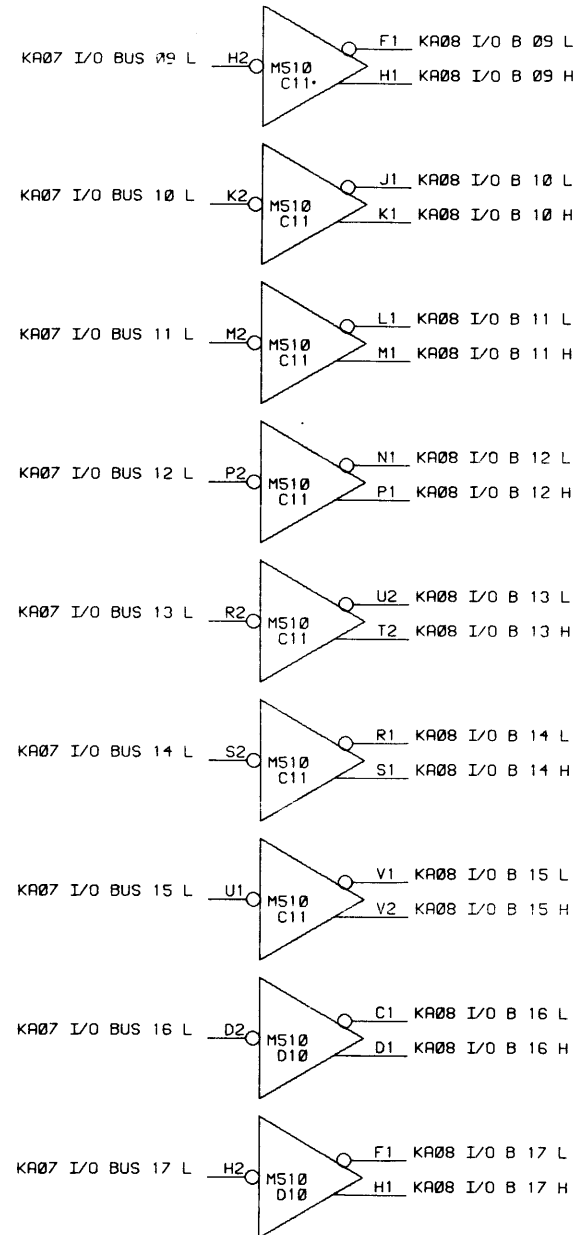 F1 KA08 I/O B 09 L
KA07 I/O BUS 09 L H2 M510 H1 KA08 I/O B 09 H
C11
J1 KA08 I/O B 10 L
KA07 I/O BUS 10 L K2 M510 K1 KA08 I/O B 10 H
C11
L1 KA08 I/O B 11 L
KA07 I/O BUS 11 L M2 M510 M1 KA08 I/O B 11 H
C11
N1 KA08 I/O B 12 L
KA07 I/O BUS 12 L P2 M510 P1 KA08 I/O B 12 H
C11
U2 KA08 I/O B 13 L
KA07 I/O BUS 13 L R2 M510 T2 KA08 I/O B 13 H
C11
R1 KA08 I/O B 14 L
KA07 I/O BUS 14 L S2 M510 S1 KA08 I/O B 14 H
C11
V1 KA08 I/O B 15 L
KA07 I/O BUS 15 L U1 M510 V2 KA08 I/O B 15 H
C11
C1 KA08 I/O B 16 L
KA07 I/O BUS 16 L D2 M510 D1 KA08 I/O B 16 H
D10
F1 KA08 I/O B 17 L
KA07 I/O BUS 17 L H2 M510 H1 KA08 I/O B 17 H
D10